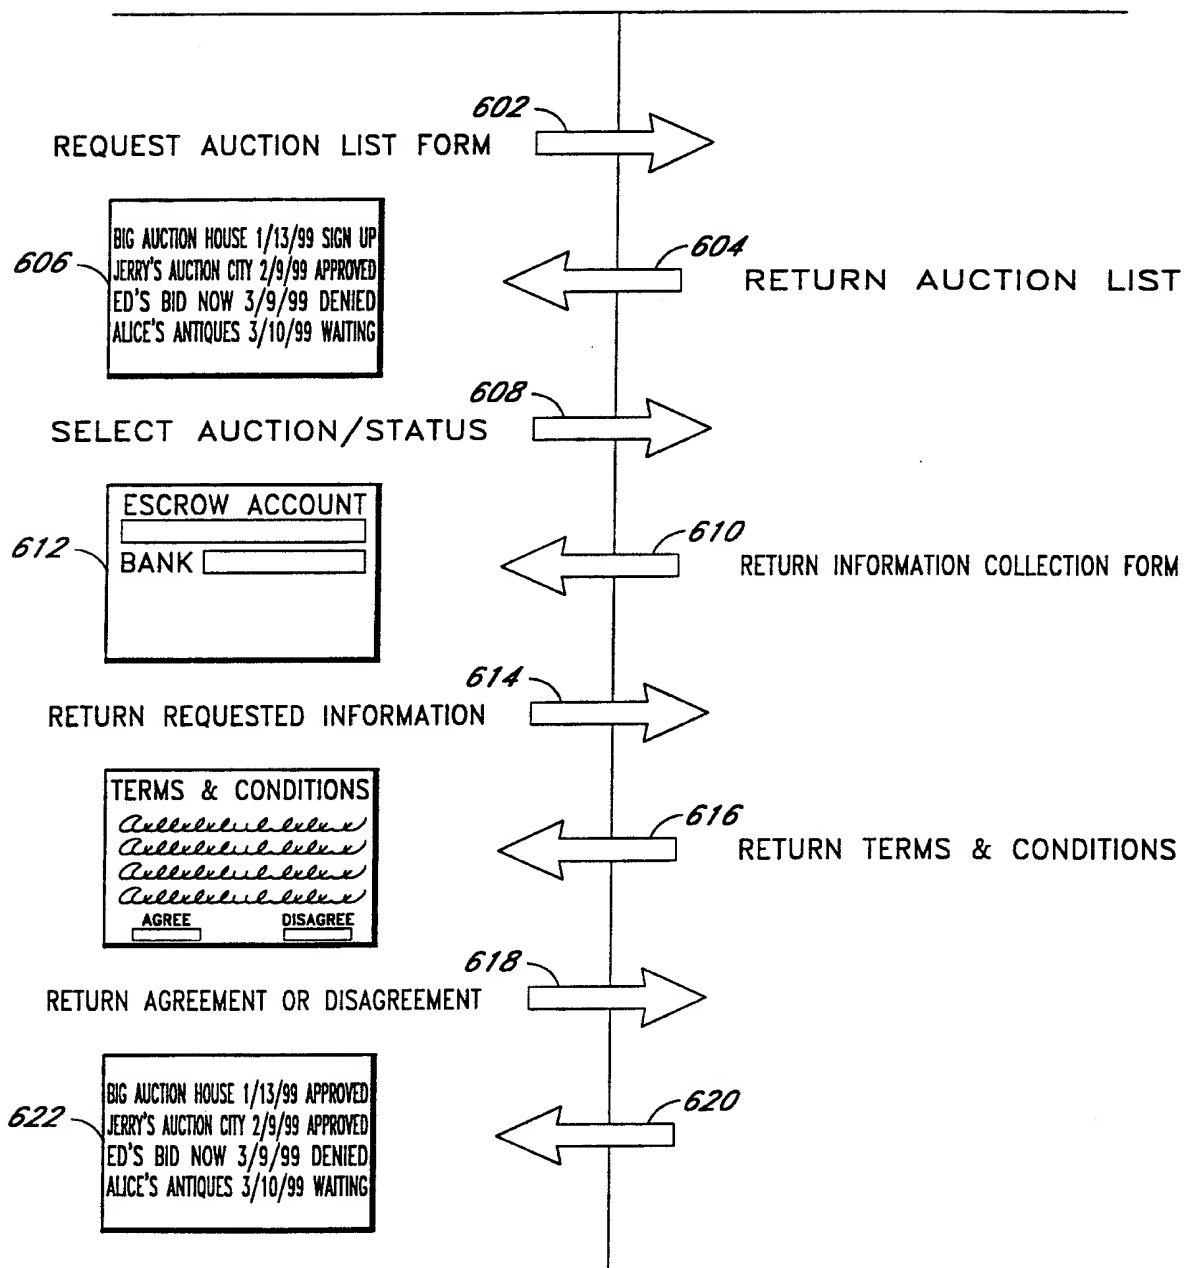 602
REQUEST AUCTION LIST FORM
606
BIG AUCTION HOUSE 1/13/99 SIGN UP
JERRY'S AUCTION CITY 2/9/99 APPROVED
ED'S BID NOW 3/9/99 DENIED
ALICE'S ANTIQUES 3/10/99 WAITING
604
RETURN AUCTION LIST
608
SELECT AUCTION/STATUS
612
ESCROW ACCOUNT
BANK
610
RETURN INFORMATION COLLECTION FORM
614
RETURN REQUESTED INFORMATION
TERMS & CONDITIONS
AGREE DISAGREE
616
RETURN TERMS & CONDITIONS
618
RETURN AGREEMENT OR DISAGREEMENT
622
BIG AUCTION HOUSE 1/13/99 APPROVED
JERRY'S AUCTION CITY 2/9/99 APPROVED
ED'S BID NOW 3/9/99 DENIED
ALICE'S ANTIQUES 3/10/99 WAITING
620